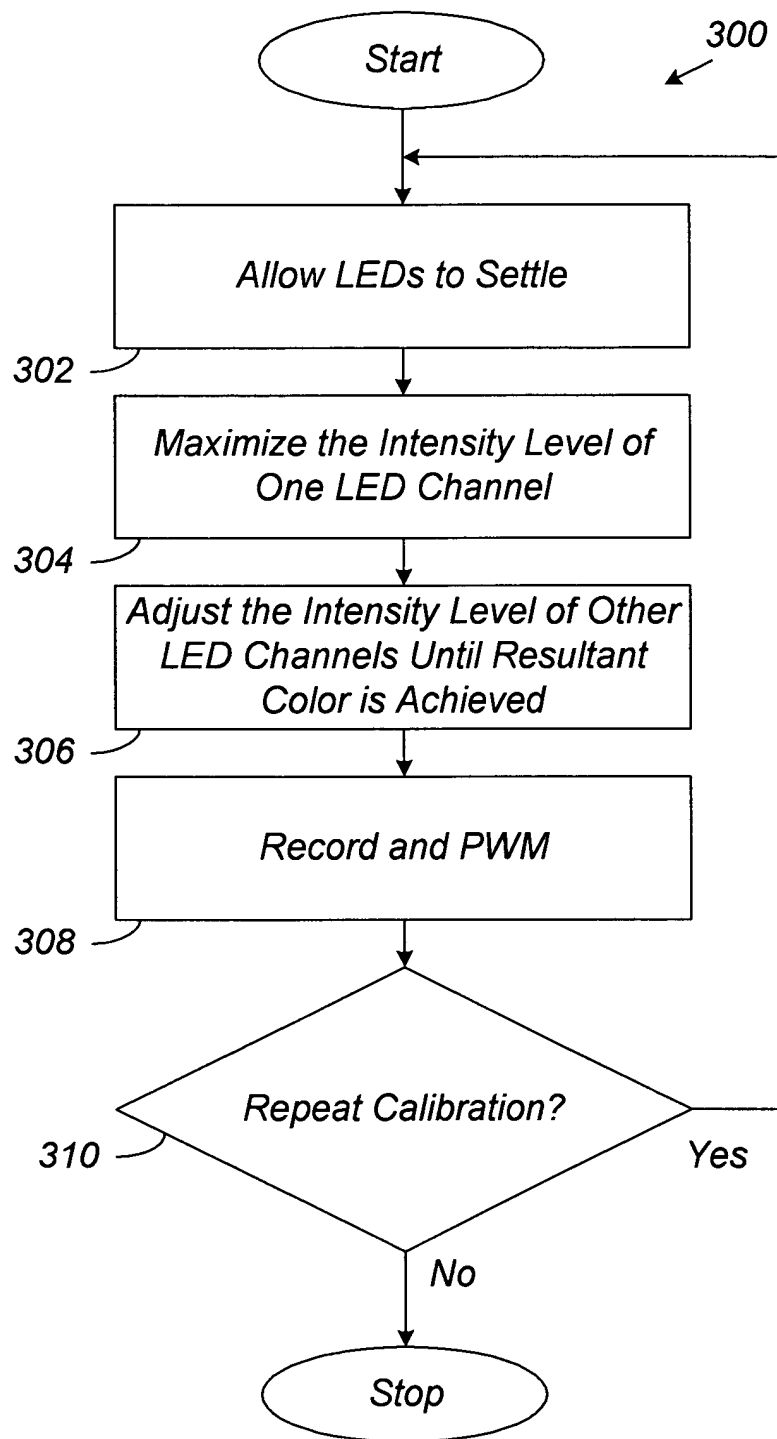 Start
300
Allow LEDs to Settle
302
Maximize the Intensity Level of
One LED Channel
304
Adjust the Intensity Level of Other
LED Channels Until Resultant
Color is Achieved
306
Record and PWM
308
Repeat Calibration?
310
Yes
No
Stop